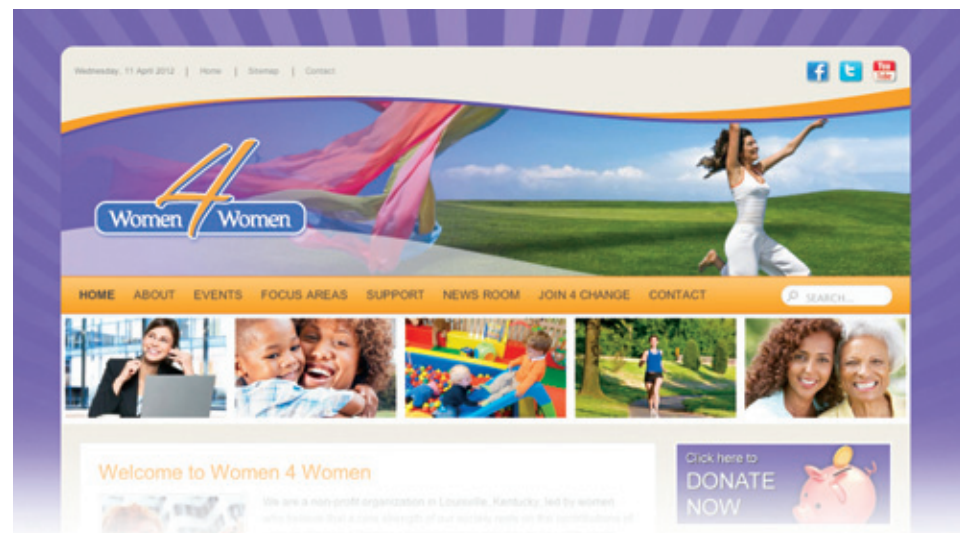 Wednesday, 11 April 2012 | Home | Sitemap | Contact
f t You Tube
Women 4 Women
HOME ABOUT EVENTS FOCUS AREAS SUPPORT NEWS ROOM JOIN 4 CHANGE CONTACT SEARCH...
Welcome to Women 4 Women
We are a non-profit organization in Louisville, Kentucky, led by women
Click here to
DONATE
NOW